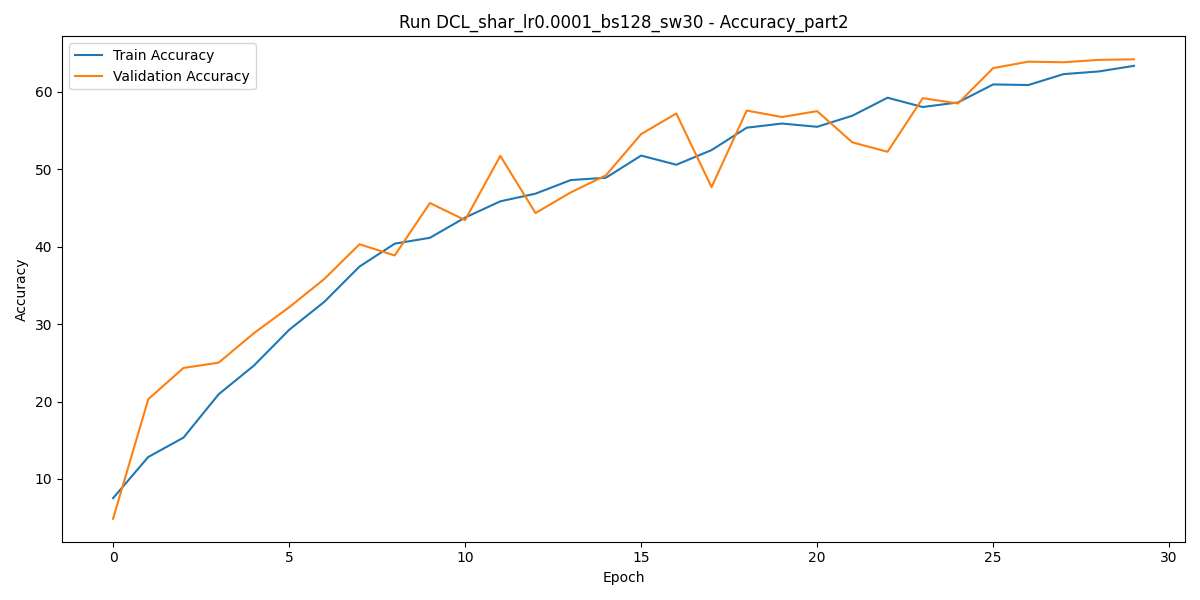 Run DCL_shar_lr0.0001_bs128_sw30 - Accuracy_part2
Train Accuracy
Validation Accuracy
60
50
40
30
20
10
Accuracy
0 5 10 15 20 25 30
Epoch